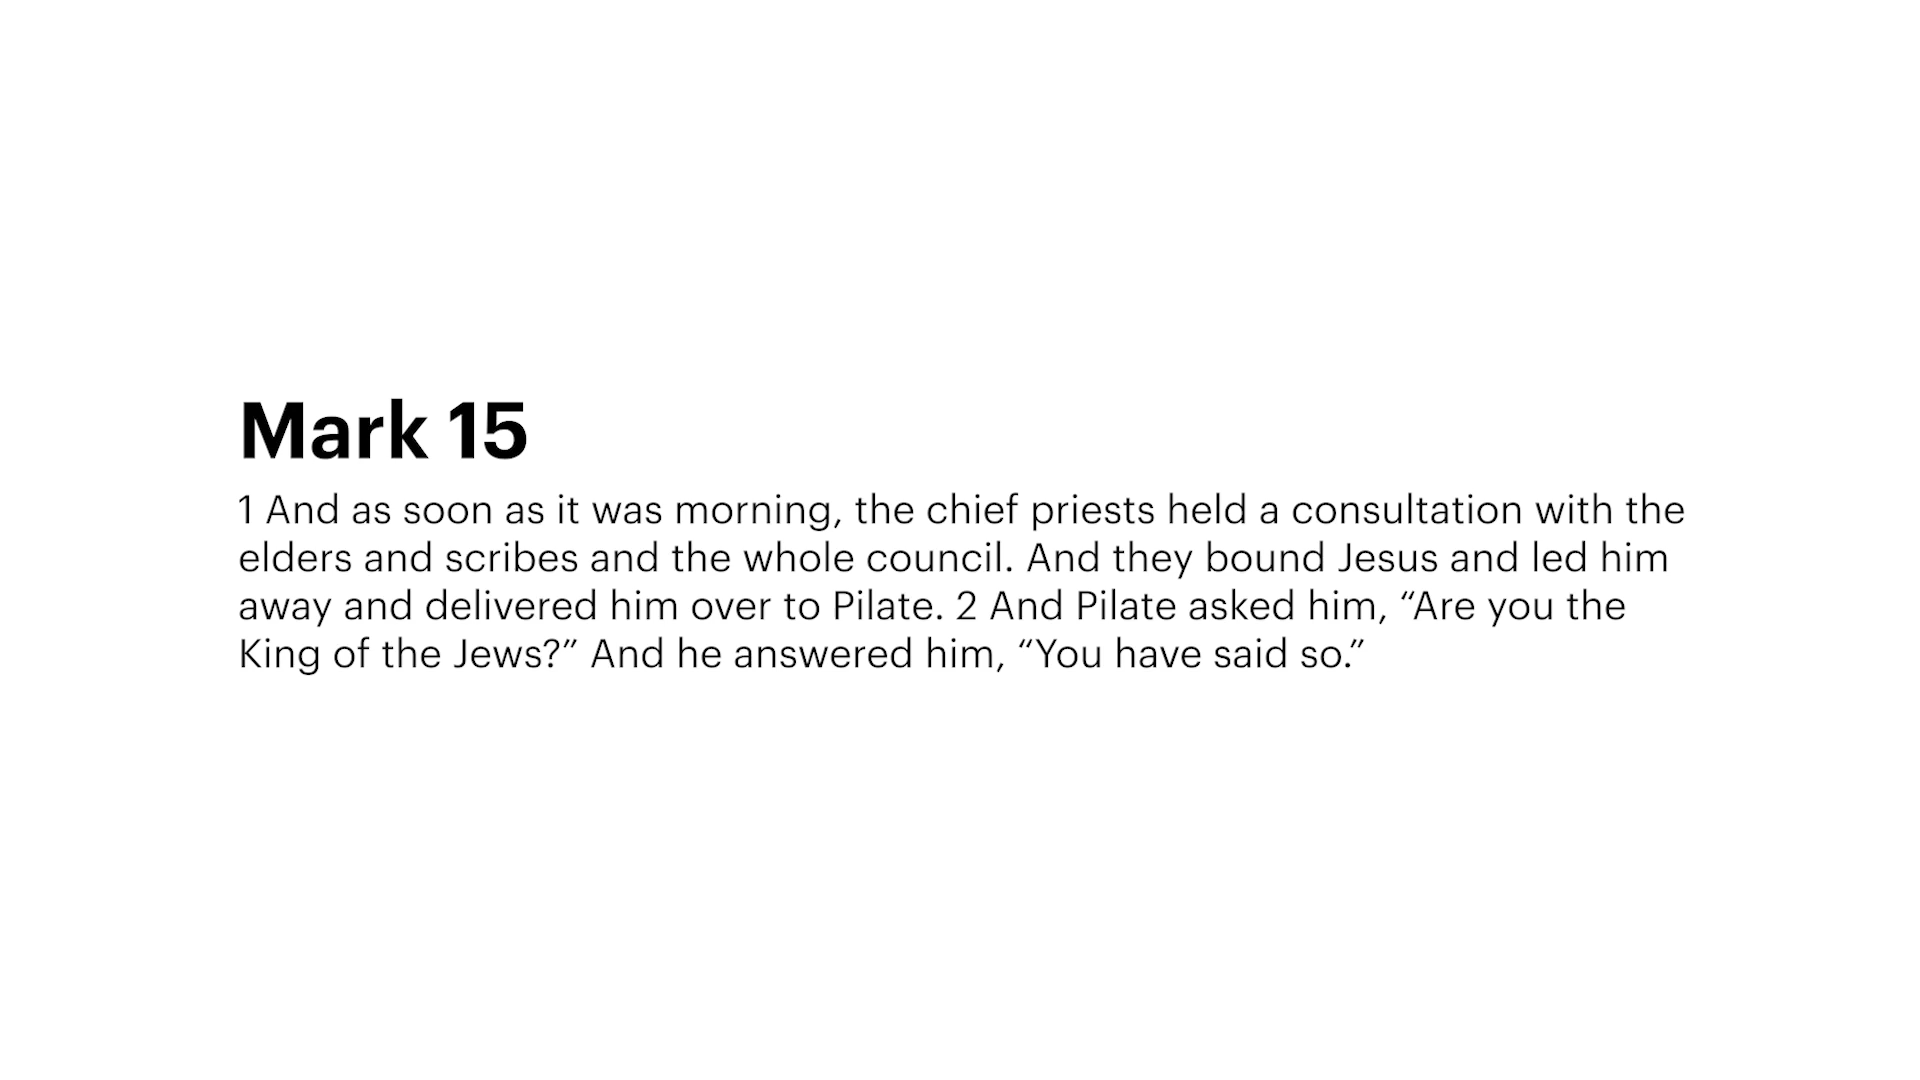 Mark 15
1 And as soon as it was morning, the chief priests held a consultation with the
elders and scribes and the whole council. And they bound Jesus and led him
away and delivered him over to Pilate. 2 And Pilate asked him, “Are you the
King of the Jews?” And he answered him, “You have said so.”